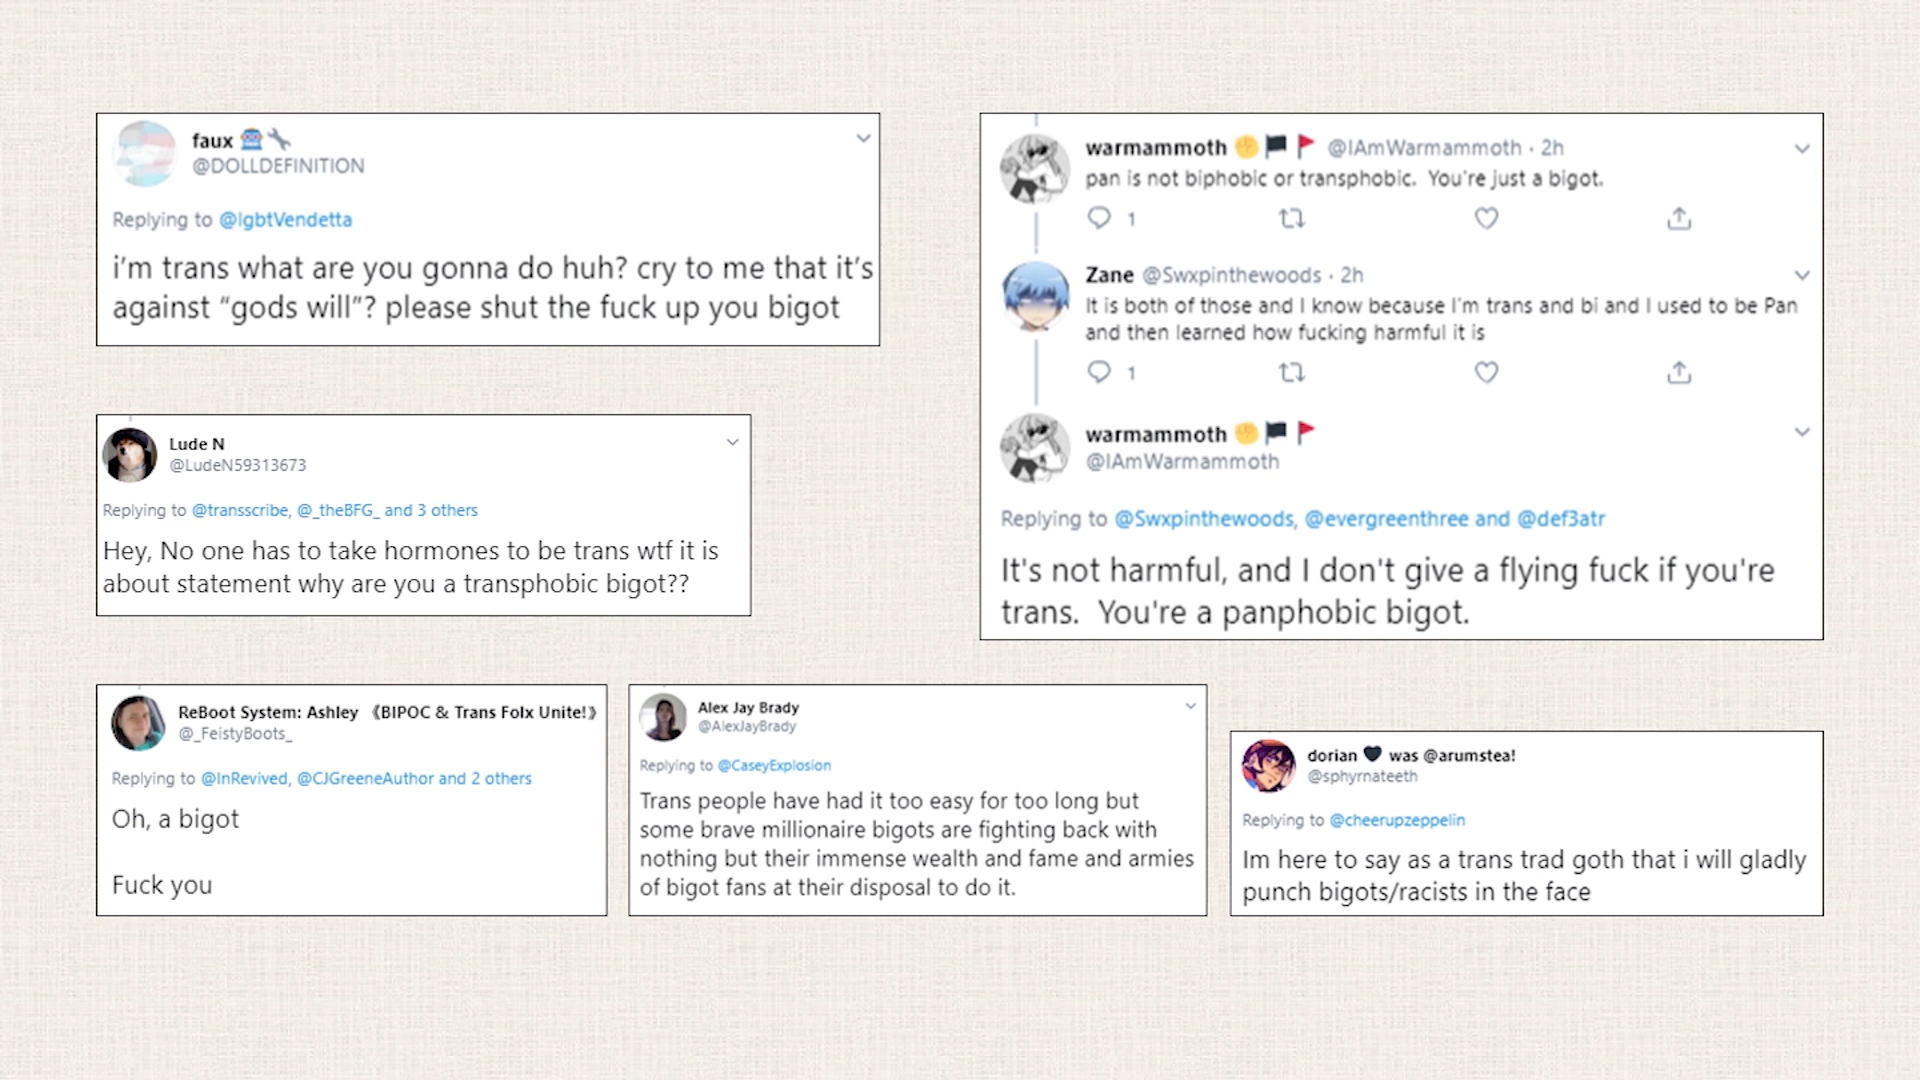 faux
@DOLLDEFINITION
Replying to @lgbtVendetta
i’m trans what are you gonna do huh? cry to me that it’s
against “gods will”? please shut the fuck up you bigot
Lude N
@LudeN59313673
Replying to @transscribe, @_theBFG_ and 3 others
Hey, No one has to take hormones to be trans wtf it is
about statement why are you a transphobic bigot??
warmammoth @IAmWarmammoth · 2h
pan is not biphobic or transphobic. You're just a bigot.
1
Zane @Swxpinthewoods · 2h
It is both of those and I know because I'm trans and bi and I used to be Pan
and then learned how fucking harmful it is
1
warmammoth
@IAmWarmammoth
Replying to @Swxpinthewoods, @evergreenthree and @def3atr
It's not harmful, and I don't give a flying fuck if you're
trans. You're a panphobic bigot.
ReBoot System: Ashley 《BIPOC & Trans Folx Unite!》
@_FeistyBoots_
Replying to @InRevived, @CJGreeneAuthor and 2 others
Oh, a bigot
Fuck you
Alex Jay Brady
@AlexJayBrady
Replying to @CaseyExplosion
Trans people have had it too easy for too long but
some brave millionaire bigots are fighting back with
nothing but their immense wealth and fame and armies
of bigot fans at their disposal to do it.
dorian 🖤 was @arumstea!
@sphyrnateeth
Replying to @cheerupzeppelin
Im here to say as a trans trad goth that i will gladly
punch bigots/racists in the face